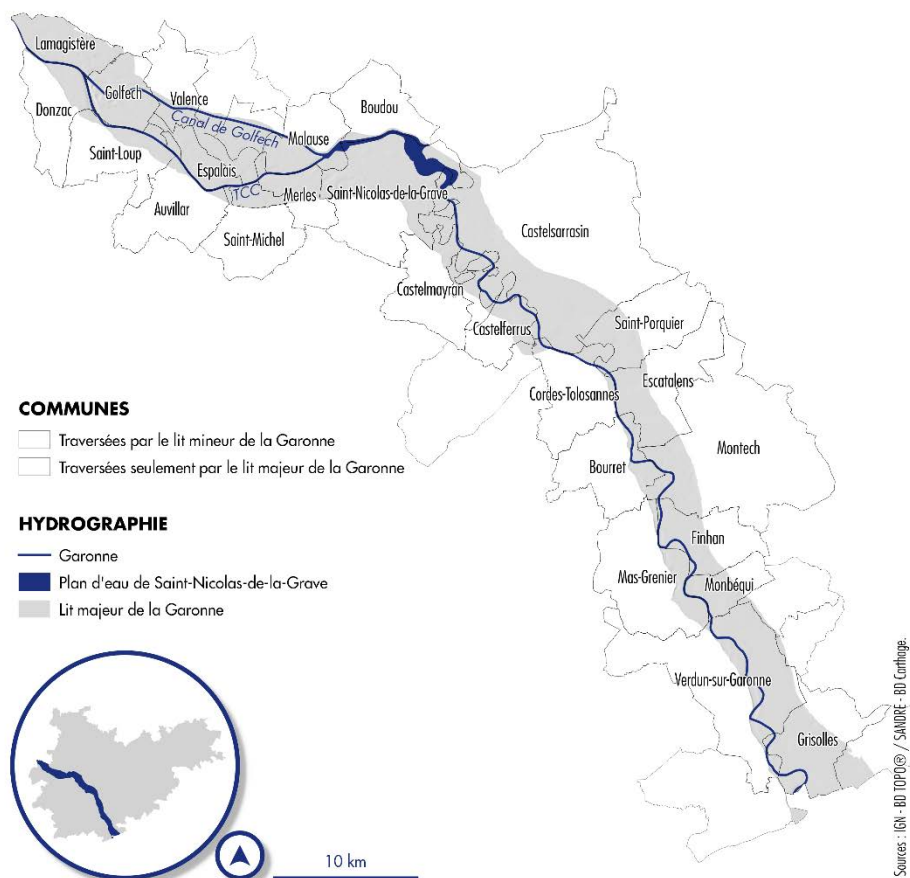 Lamagistère
Golfech
Valence
Boudou
Donzac
Canal de Golfech
Malause
Saint-Loup
Espalais
TCC
Merles
Saint-Nicolas-de-la-Grave
Auvillar
Saint-Michel
Castelsarrasin
Castelmayran
Castelferrus
Saint-Porquier
Escatalens
Cordes-Tolosannes
Montech
Bourret
Finhan
Mas-Grenier
Monbéqui
Verdun-sur-Garonne
Grisolles
COMMUNES
Traversées par le lit mineur de la Garonne
Traversées seulement par le lit majeur de la Garonne
HYDROGRAPHIE
Garonne
Plan d'eau de Saint-Nicolas-de-la-Grave
Lit majeur de la Garonne
10 km
Sources : IGN - BD TOPO® / SANDRE - BD Carthage.